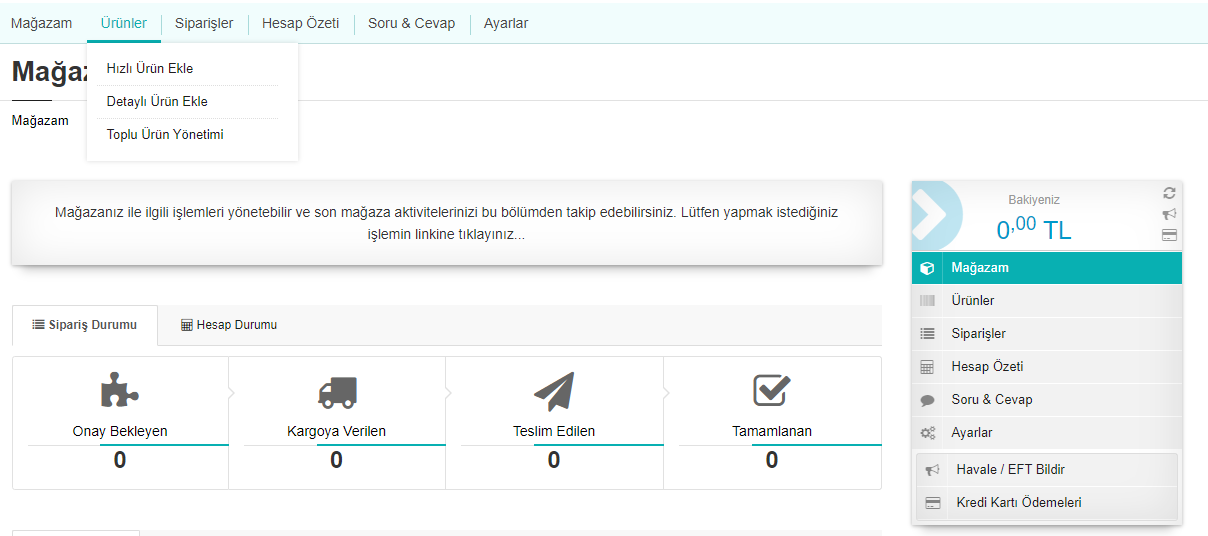 Mağazam Ürünler Siparişler Hesap Özeti Soru & Cevap Ayarlar
Hızlı Ürün Ekle
Detaylı Ürün Ekle
Toplu Ürün Yönetimi
Mağazam
Mağazanız ile ilgili işlemleri yönetebilir ve son mağaza aktivitelerinizi bu bölümden takip edebilirsiniz. Lütfen yapmak istediğiniz
işlemin linkine tıklayınız...
Sipariş Durumu Hesap Durumu
Onay Bekleyen Kargoya Verilen Teslim Edilen Tamamlanan
0 0 0 0
Bakiyeniz
0,00 TL
Mağazam
Ürünler
Siparişler
Hesap Özeti
Soru & Cevap
Ayarlar
Havale / EFT Bildir
Kredi Kartı Ödemeleri